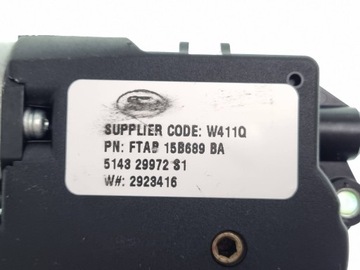 SUPPLIER CODE: W411Q
PN: FTAB 15B689 BA
5143 29972 S1
W#: 2923416